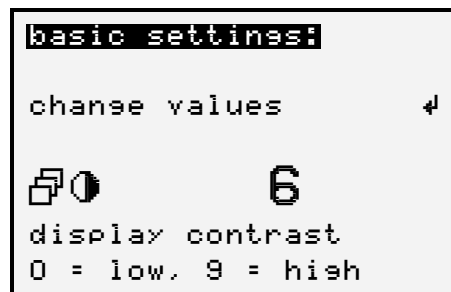 basic settings:
change values ↲
6
display contrast
0 = low, 9 = high